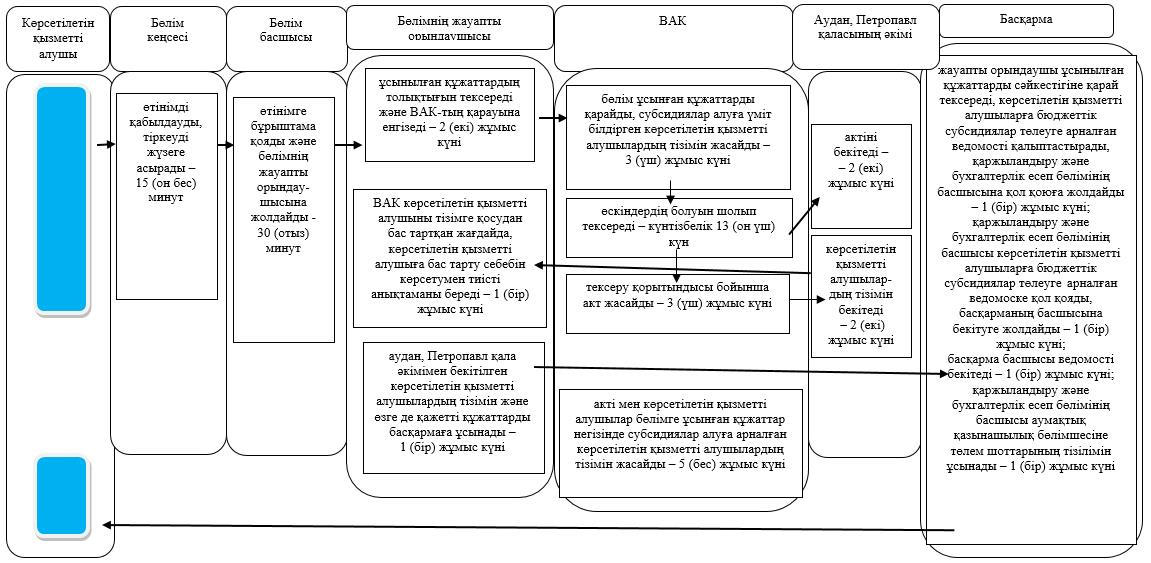 Көрсетілетін
қызметті
алушы
Бөлім
кеңсесі
Бөлім
басшысы
Бөлімнің жауапты
орындаушысы
ВАК
Аудан, Петропавл
қаласының әкімі
Басқарма
өтінімді
қабылдауды,
тіркеуді
жүзеге
асырады –
15 (он бес)
минут
өтінімге
бұрыштама
қояды және
бөлімнің
жауапты
орындау-
шысына
жолдайды -
30 (отыз)
минут
ұсынылған құжаттардың
толықтығын тексереді
және ВАК-тың қарауына
енгізеді – 2 (екі) жұмыс
күні
ВАК көрсетілетін қызметті
алушыны тізімге қосудан
бас тартқан жағдайда,
көрсетілетін қызметті
алушыға бас тарту себебін
көрсетумен тиісті
анықтаманы береді – 1 (бір)
жұмыс күні
аудан, Петропавл қала
әкімімен бекітілген
көрсетілетін қызметті
алушылардың тізімін және
өзге де қажетті құжаттарды
басқармаға ұсынады –
1 (бір) жұмыс күні
бөлім ұсынған құжаттарды
қарайды, субсидиялар алуға үміт
білдірген көрсетілетін қызметті
алушылардың тізімін жасайды –
3 (үш) жұмыс күні
өскіндердің болуын шолып
тексереді – күнтізбелік 13 (он үш)
күн
тексеру қорытындысы бойынша
акт жасайды – 3 (үш) жұмыс күні
акті мен көрсетілетін қызметті
алушылар бөлімге ұсынған құжаттар
негізінде субсидиялар алуға арналған
көрсетілетін қызметті алушылардың
тізімін жасайды – 5 (бес) жұмыс күні
актіні
бекітеді –
– 2 (екі)
жұмыс күні
көрсетілетін
қызметті
алушылар-
дың тізімін
бекітеді
– 2 (екі)
жұмыс күні
жауапты орындаушы ұсынылған
құжаттарды сәйкестігіне қарай
тексереді, көрсетілетін қызметті
алушыларға бюджеттік
субсидиялар төлеуге арналған
ведомості қалыптастырады,
қаржыландыру және
бухгалтерлік есеп бөлімінің
басшысына қол қоюға жолдайды
– 1 (бір) жұмыс күні;
қаржыландыру және
бухгалтерлік есеп бөлімінің
басшысы көрсетілетін қызметті
алушыларға бюджеттік
субсидиялар төлеуге арналған
ведомоске қол қояды,
басқарманың басшысына
бекітуге жолдайды – 1 (бір)
жұмыс күні;
басқарма басшысы ведомості
бекітеді – 1 (бір) жұмыс күні;
қаржыландыру және
бухгалтерлік есеп бөлімінің
басшысы аумақтық
қазынашылық бөлімшесіне
төлем шоттарының тізілімін
ұсынады – 1 (бір) жұмыс күні